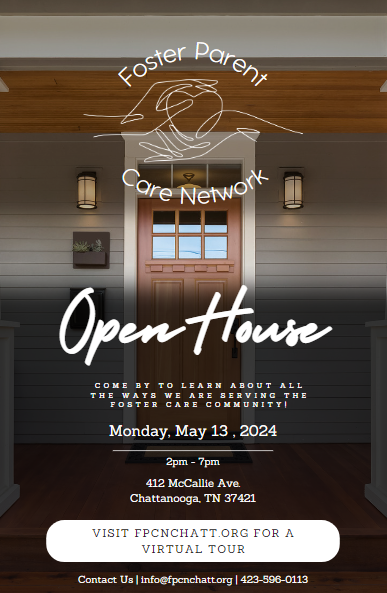 Foster Parent
Care Network
Open House
COME BY TO LEARN ABOUT ALL
THE WAYS WE ARE SERVING THE
FOSTER CARE COMMUNITY!
Monday, May 13 , 2024
2pm - 7pm
412 McCallie Ave.
Chattanooga, TN 37421
VISIT FPCNCHATT.ORG FOR A
VIRTUAL TOUR
Contact Us | info@fpcnchatt.org | 423-596-0113